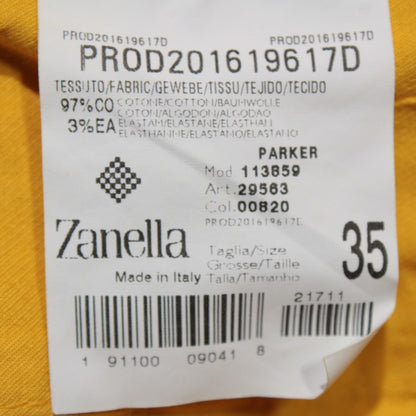 PROD201619617D PROD201619617D
PROD201619617D
TESSUTO/FABRIC/GEWEBE/TISSU/TEJIDO/TECIDO
97%CO COTONE/COTTON/BAUMWOLLE
COTON/ALGODON/ALGODAO
3%EA ELASTAM/ELASTANE/ELASTHAN
ELASTHANNE/ELASTANO/ELASTANO
PARKER
Mod 113859
Art. 29563
Col. 00820
PROD201619617D
Zanella
Taglia/Size
Grosse/Taille
Talla/Tamanho
35
Made in Italy
21711
1 91100 09041 8